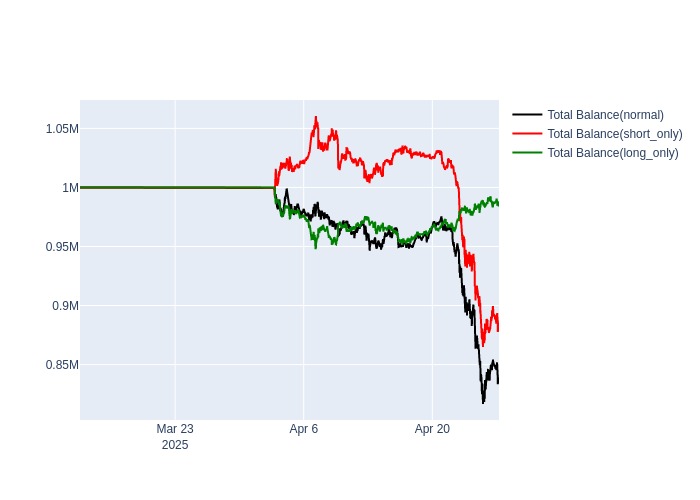 1.05M
1M
0.95M
0.9M
0.85M
Mar 23
2025
Apr 6
Apr 20
Total Balance(normal)
Total Balance(short_only)
Total Balance(long_only)